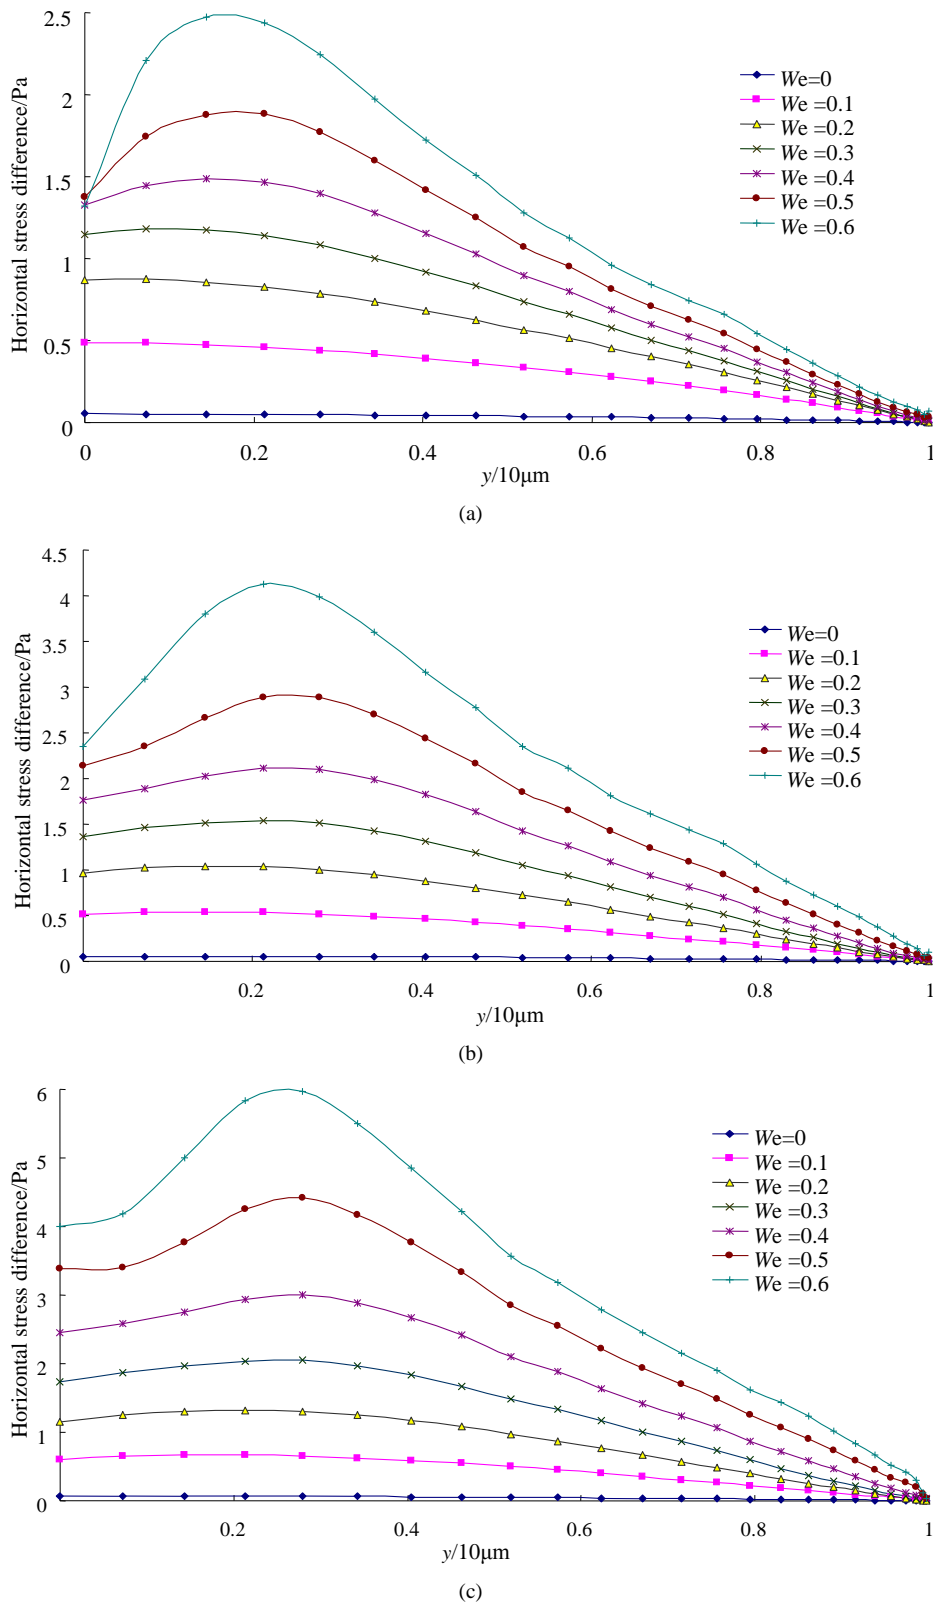 Horizontal stress difference/Pa
2.5
2
1.5
1
0.5
0
0 0.2 0.4 0.6 0.8 1
y/10μm
We=0
We =0.1
We =0.2
We =0.3
We =0.4
We =0.5
We =0.6
(a)
Horizontal stress difference/Pa
4.5
4
3.5
3
2.5
2
1.5
1
0.5
0
0.2 0.4 0.6 0.8 1
y/10μm
We=0
We =0.1
We =0.2
We =0.3
We =0.4
We =0.5
We =0.6
(b)
Horizontal stress difference/Pa
6
5
4
3
2
1
0
0.2 0.4 0.6 0.8 1
y/10μm
We=0
We =0.1
We =0.2
We =0.3
We =0.4
We =0.5
We =0.6
(c)